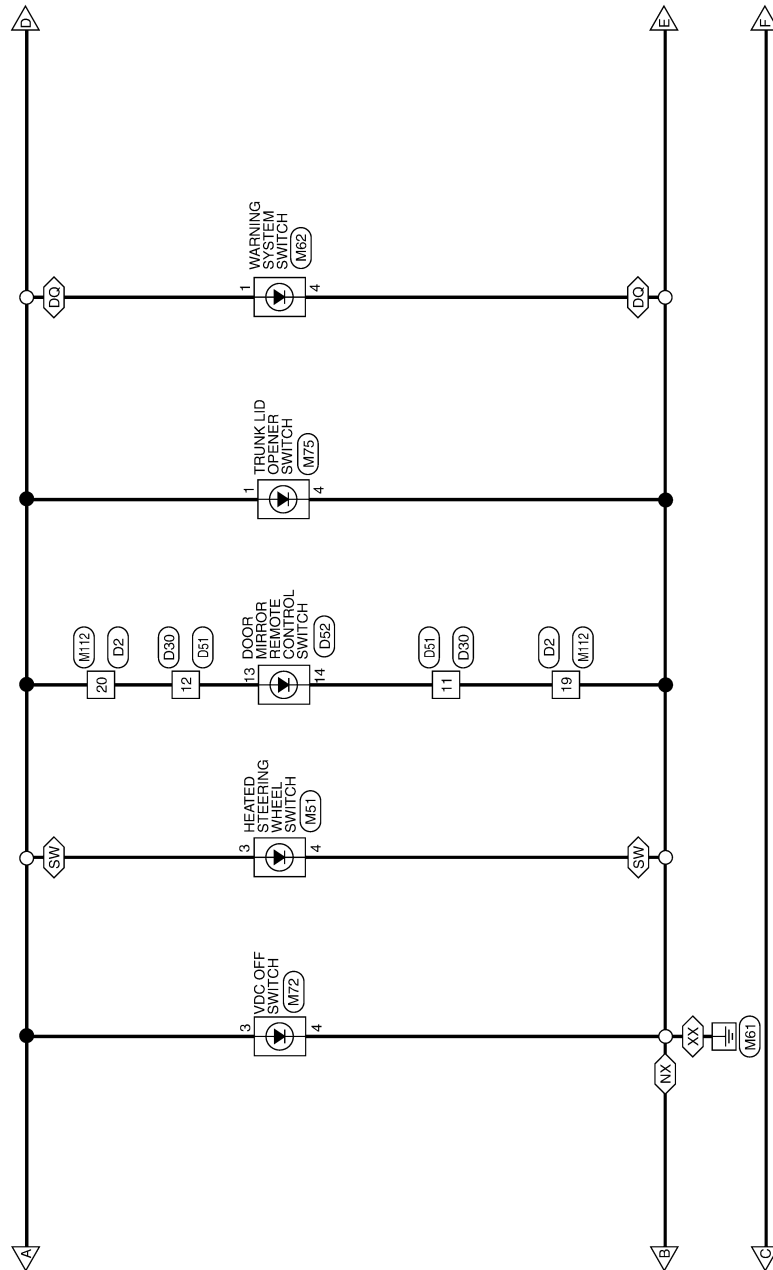 A
D
SW
DQ
M112
20
D2
D30
12
D51
3
VDC OFF
SWITCH
M72
4
3
HEATED
STEERING
WHEEL
SWITCH
M51
4
13
DOOR
MIRROR
REMOTE
CONTROL
SWITCH
D52
14
1
TRUNK LID
OPENER
SWITCH
M75
4
1
WARNING
SYSTEM
SWITCH
M62
4
D51
11
D30
D2
19
M112
SW
DQ
B
NX
E
XX
M61
C
F